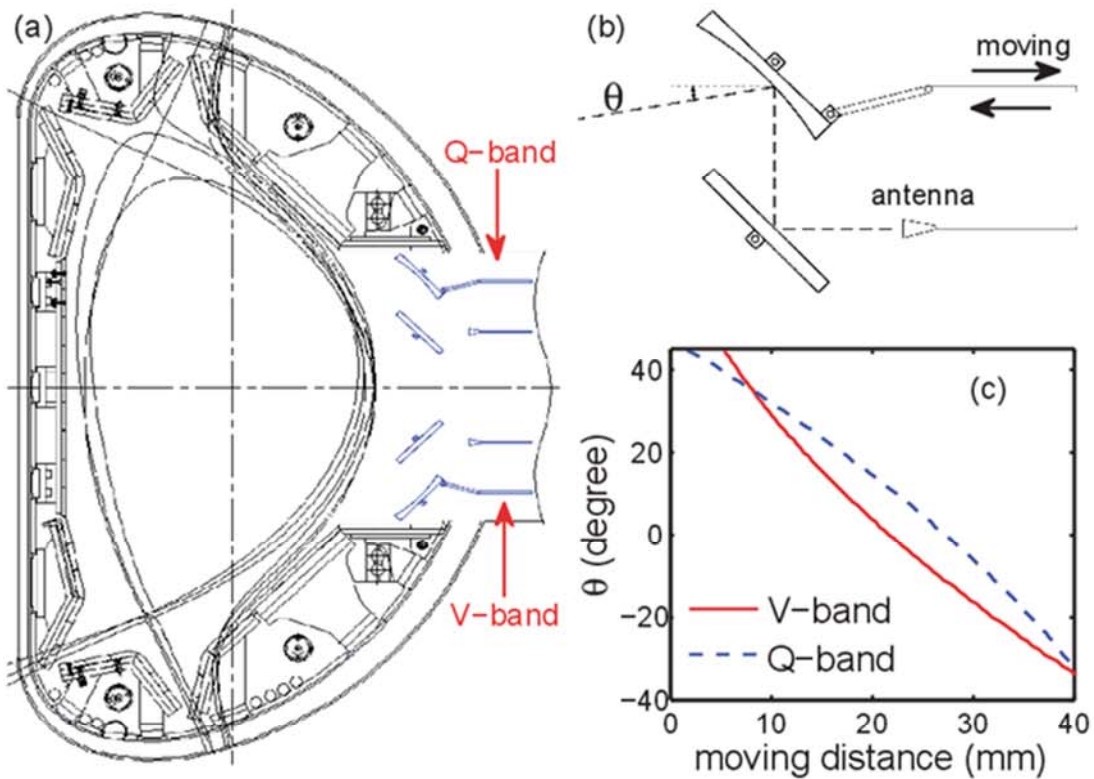 (a)
Q-band
V-band
(b)
moving
θ
antenna
(c)
θ (degree)
40
20
0
-20
-40
V-band
Q-band
0 10 20 30 40
moving distance (mm)